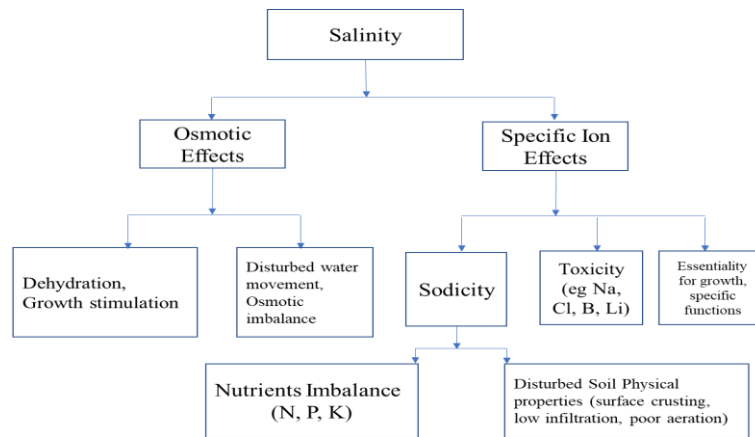 Salinity
Osmotic
Effects
Specific Ion
Effects
Dehydration,
Growth stimulation
Disturbed water
movement,
Osmotic
imbalance
Sodicity
Toxicity
(eg Na,
Cl, B, Li)
Essentiality
for growth,
specific
functions
Nutrients Imbalance
(N, P, K)
Disturbed Soil Physical
properties (surface crusting,
low infiltration, poor aeration)